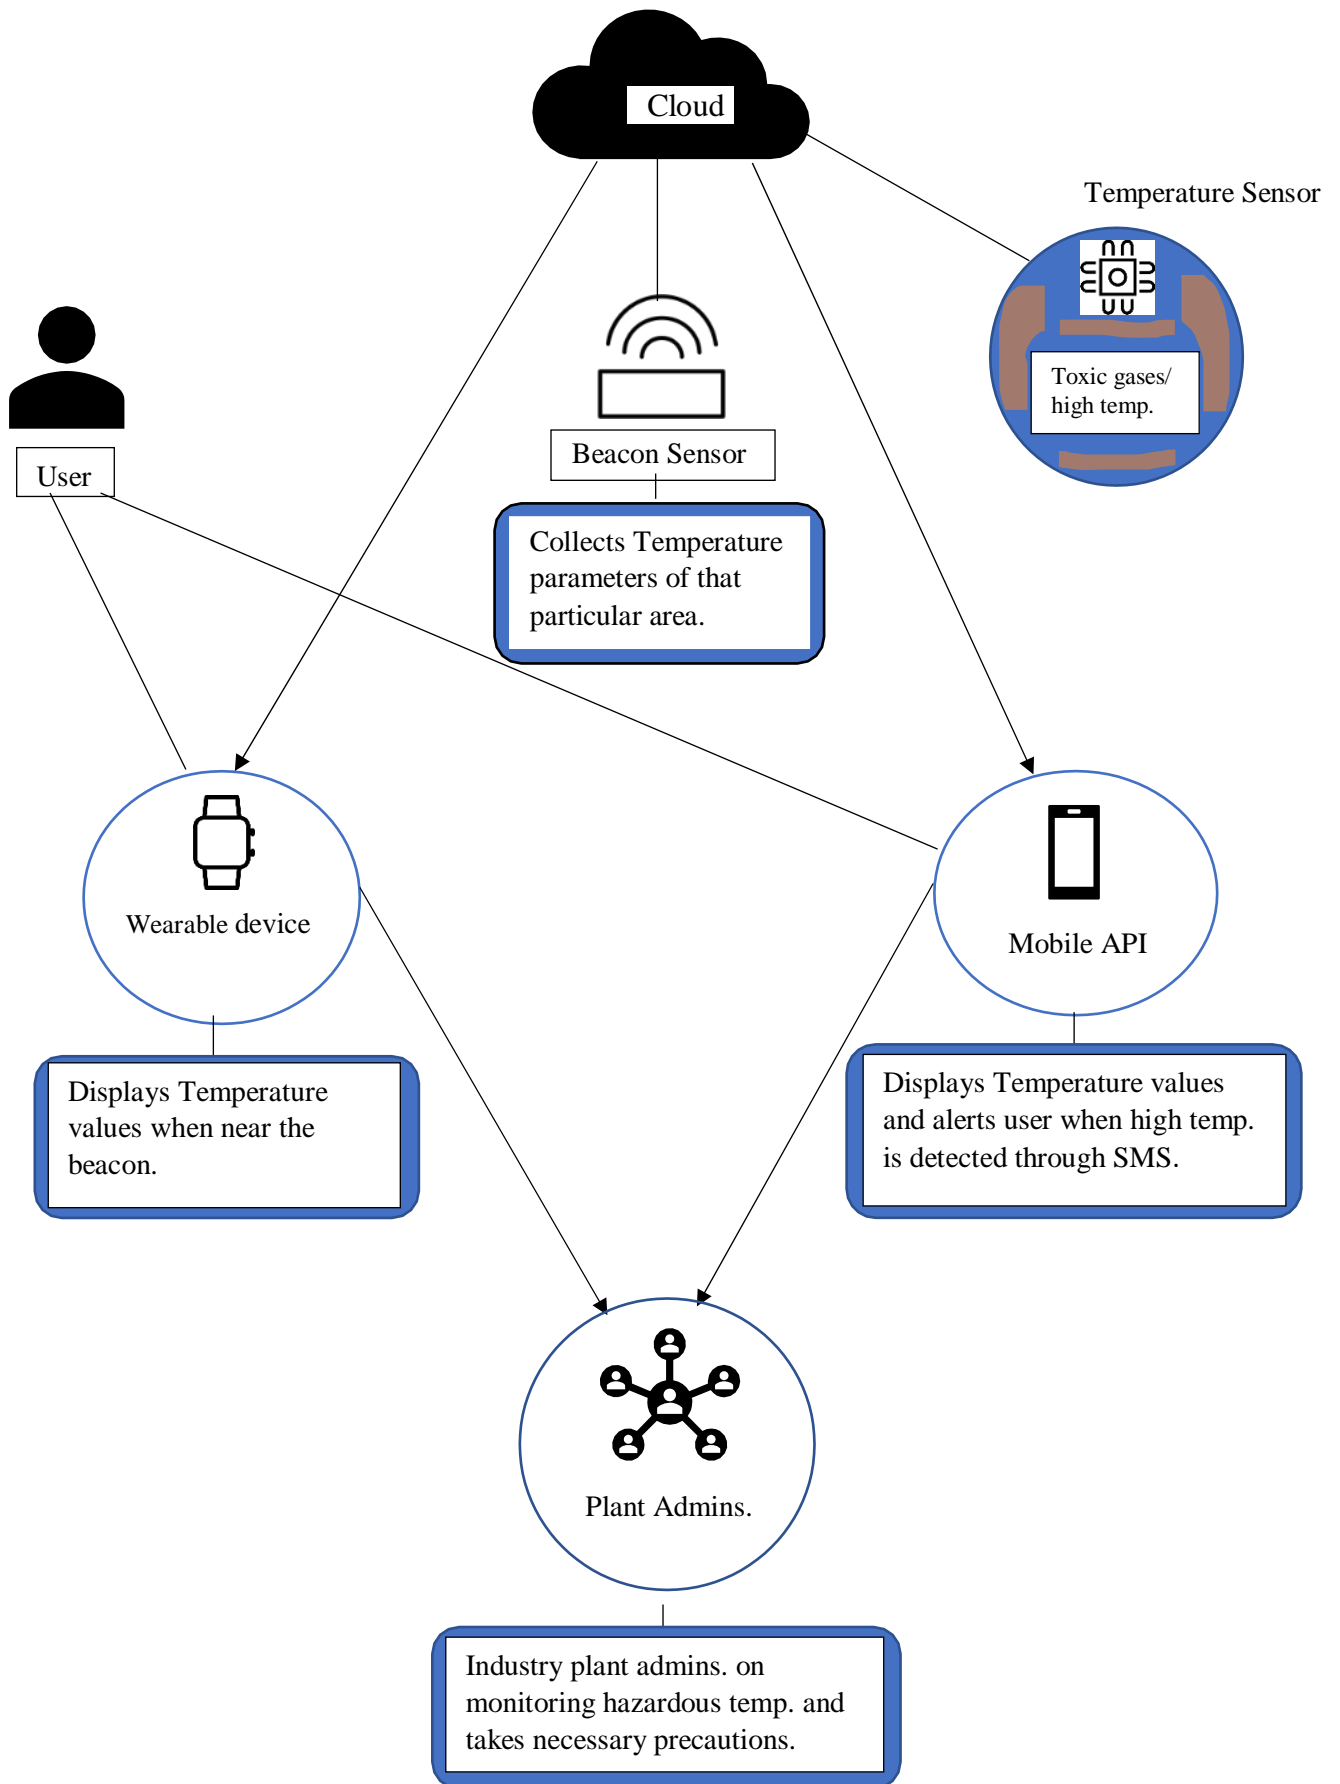 Cloud
Temperature Sensor
Toxic gases/
high temp.
User
Beacon Sensor
Collects Temperature
parameters of that
particular area.
Wearable device
Mobile API
Displays Temperature
values when near the
beacon.
Displays Temperature values
and alerts user when high temp.
is detected through SMS.
Plant Admins.
Industry plant admins. on
monitoring hazardous temp. and
takes necessary precautions.